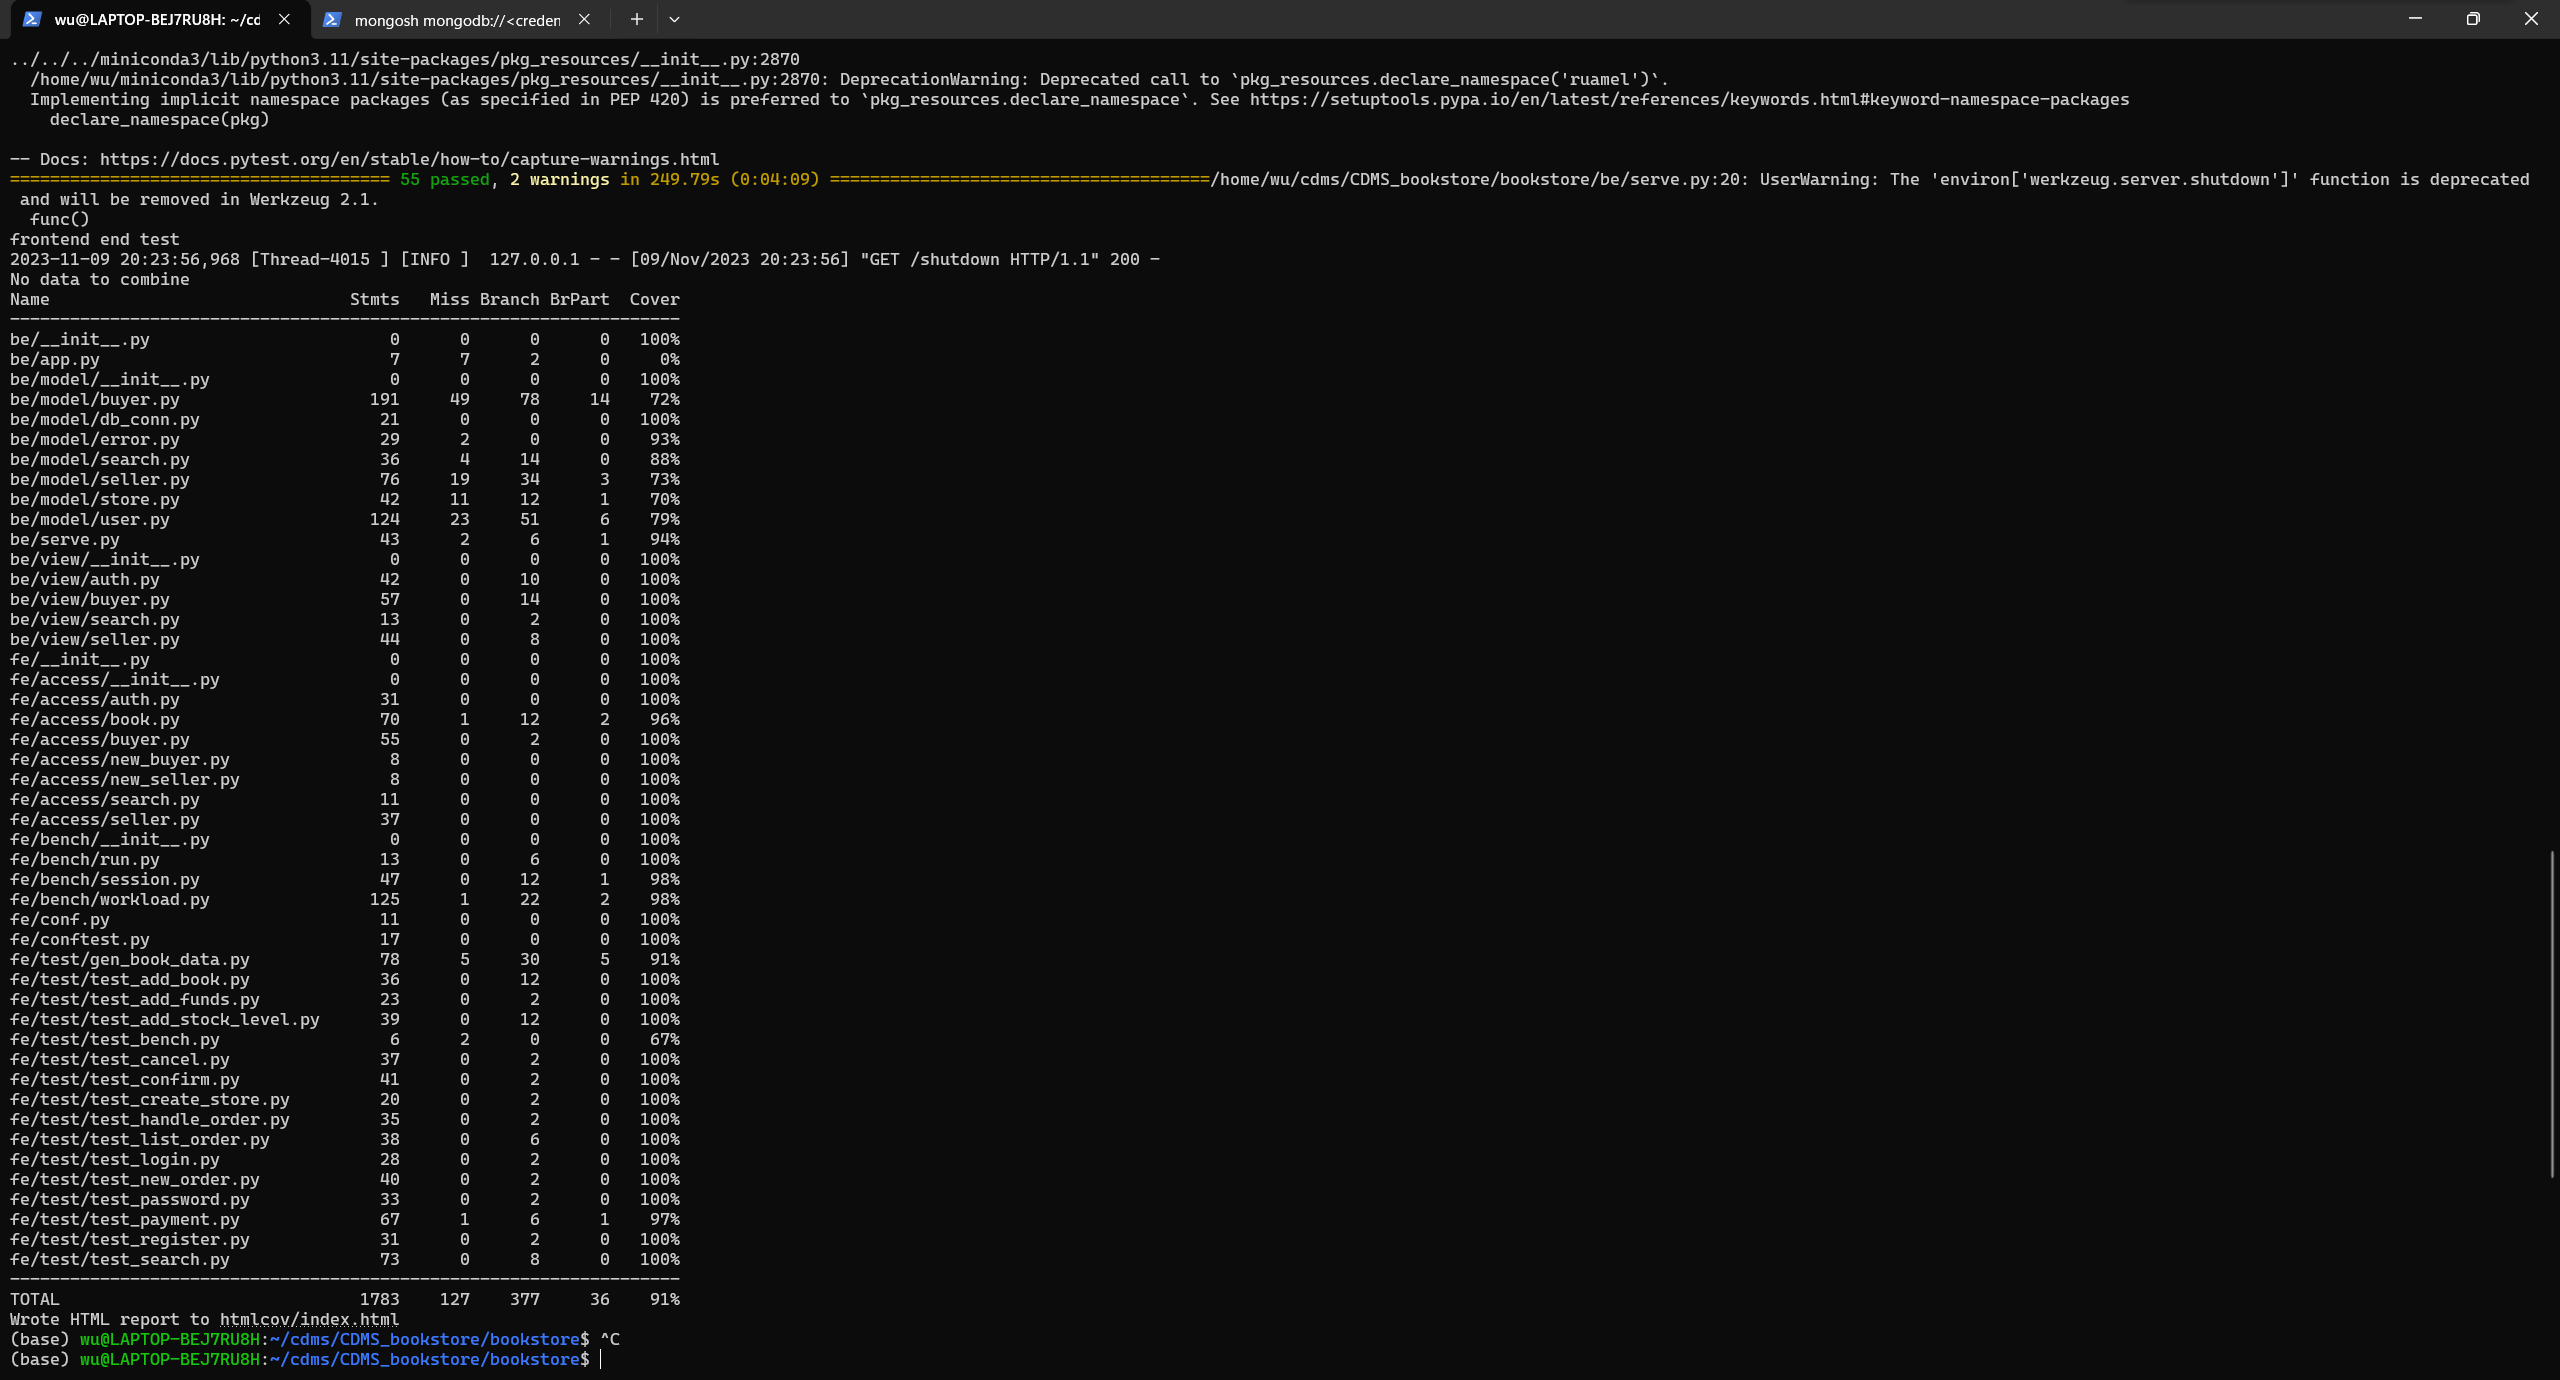 wu@LAPTOP-BEJ7RU8H: ~/cd
mongosh mongodb://<creden
../../../miniconda3/lib/python3.11/site-packages/pkg_resources/__init__.py:2870
  /home/wu/miniconda3/lib/python3.11/site-packages/pkg_resources/__init__.py:2870: DeprecationWarning: Deprecated call to `pkg_resources.declare_namespace('ruamel')`.
  Implementing implicit namespace packages (as specified in PEP 420) is preferred to `pkg_resources.declare_namespace`. See https://setuptools.pypa.io/en/latest/references/keywords.html#keyword-namespace-packages
    declare_namespace(pkg)
-- Docs: https://docs.pytest.org/en/stable/how-to/capture-warnings.html
====================================== 55 passed, 2 warnings in 249.79s (0:04:09) ======================================/home/wu/cdms/CDMS_bookstore/bookstore/be/serve.py:20: UserWarning: The 'environ['werkzeug.server.shutdown']' function is deprecated
 and will be removed in Werkzeug 2.1.
  func()
frontend end test
2023-11-09 20:23:56,968 [Thread-4015 ] [INFO ]  127.0.0.1 - - [09/Nov/2023 20:23:56] "GET /shutdown HTTP/1.1" 200 -
No data to combine
Name                              Stmts   Miss Branch BrPart  Cover
-------------------------------------------------------------------
be/__init__.py                        0      0      0      0   100%
be/app.py                             7      7      2      0     0%
be/model/__init__.py                  0      0      0      0   100%
be/model/buyer.py                   191     49     78     14    72%
be/model/db_conn.py                  21      0      0      0   100%
be/model/error.py                    29      2      0      0    93%
be/model/search.py                   36      4     14      0    88%
be/model/seller.py                   76     19     34      3    73%
be/model/store.py                    42     11     12      1    70%
be/model/user.py                    124     23     51      6    79%
be/serve.py                          43      2      6      1    94%
be/view/__init__.py                   0      0      0      0   100%
be/view/auth.py                      42      0     10      0   100%
be/view/buyer.py                     57      0     14      0   100%
be/view/search.py                    13      0      2      0   100%
be/view/seller.py                    44      0      8      0   100%
fe/__init__.py                        0      0      0      0   100%
fe/access/__init__.py                 0      0      0      0   100%
fe/access/auth.py                    31      0      0      0   100%
fe/access/book.py                    70      1     12      2    96%
fe/access/buyer.py                   55      0      2      0   100%
fe/access/new_buyer.py                8      0      0      0   100%
fe/access/new_seller.py               8      0      0      0   100%
fe/access/search.py                  11      0      0      0   100%
fe/access/seller.py                  37      0      0      0   100%
fe/bench/__init__.py                  0      0      0      0   100%
fe/bench/run.py                      13      0      6      0   100%
fe/bench/session.py                  47      0     12      1    98%
fe/bench/workload.py                125      1     22      2    98%
fe/conf.py                           11      0      0      0   100%
fe/conftest.py                       17      0      0      0   100%
fe/test/gen_book_data.py             78      5     30      5    91%
fe/test/test_add_book.py             36      0     12      0   100%
fe/test/test_add_funds.py            23      0      2      0   100%
fe/test/test_add_stock_level.py      39      0     12      0   100%
fe/test/test_bench.py                 6      2      0      0    67%
fe/test/test_cancel.py               37      0      2      0   100%
fe/test/test_confirm.py              41      0      2      0   100%
fe/test/test_create_store.py         20      0      2      0   100%
fe/test/test_handle_order.py         35      0      2      0   100%
fe/test/test_list_order.py           38      0      6      0   100%
fe/test/test_login.py                28      0      2      0   100%
fe/test/test_new_order.py            40      0      2      0   100%
fe/test/test_password.py             33      0      2      0   100%
fe/test/test_payment.py              67      1      6      1    97%
fe/test/test_register.py             31      0      2      0   100%
fe/test/test_search.py               73      0      8      0   100%
-------------------------------------------------------------------
TOTAL                              1783    127    377     36    91%
Wrote HTML report to htmlcov/index.html
(base) wu@LAPTOP-BEJ7RU8H:~/cdms/CDMS_bookstore/bookstore$ ^C
(base) wu@LAPTOP-BEJ7RU8H:~/cdms/CDMS_bookstore/bookstore$